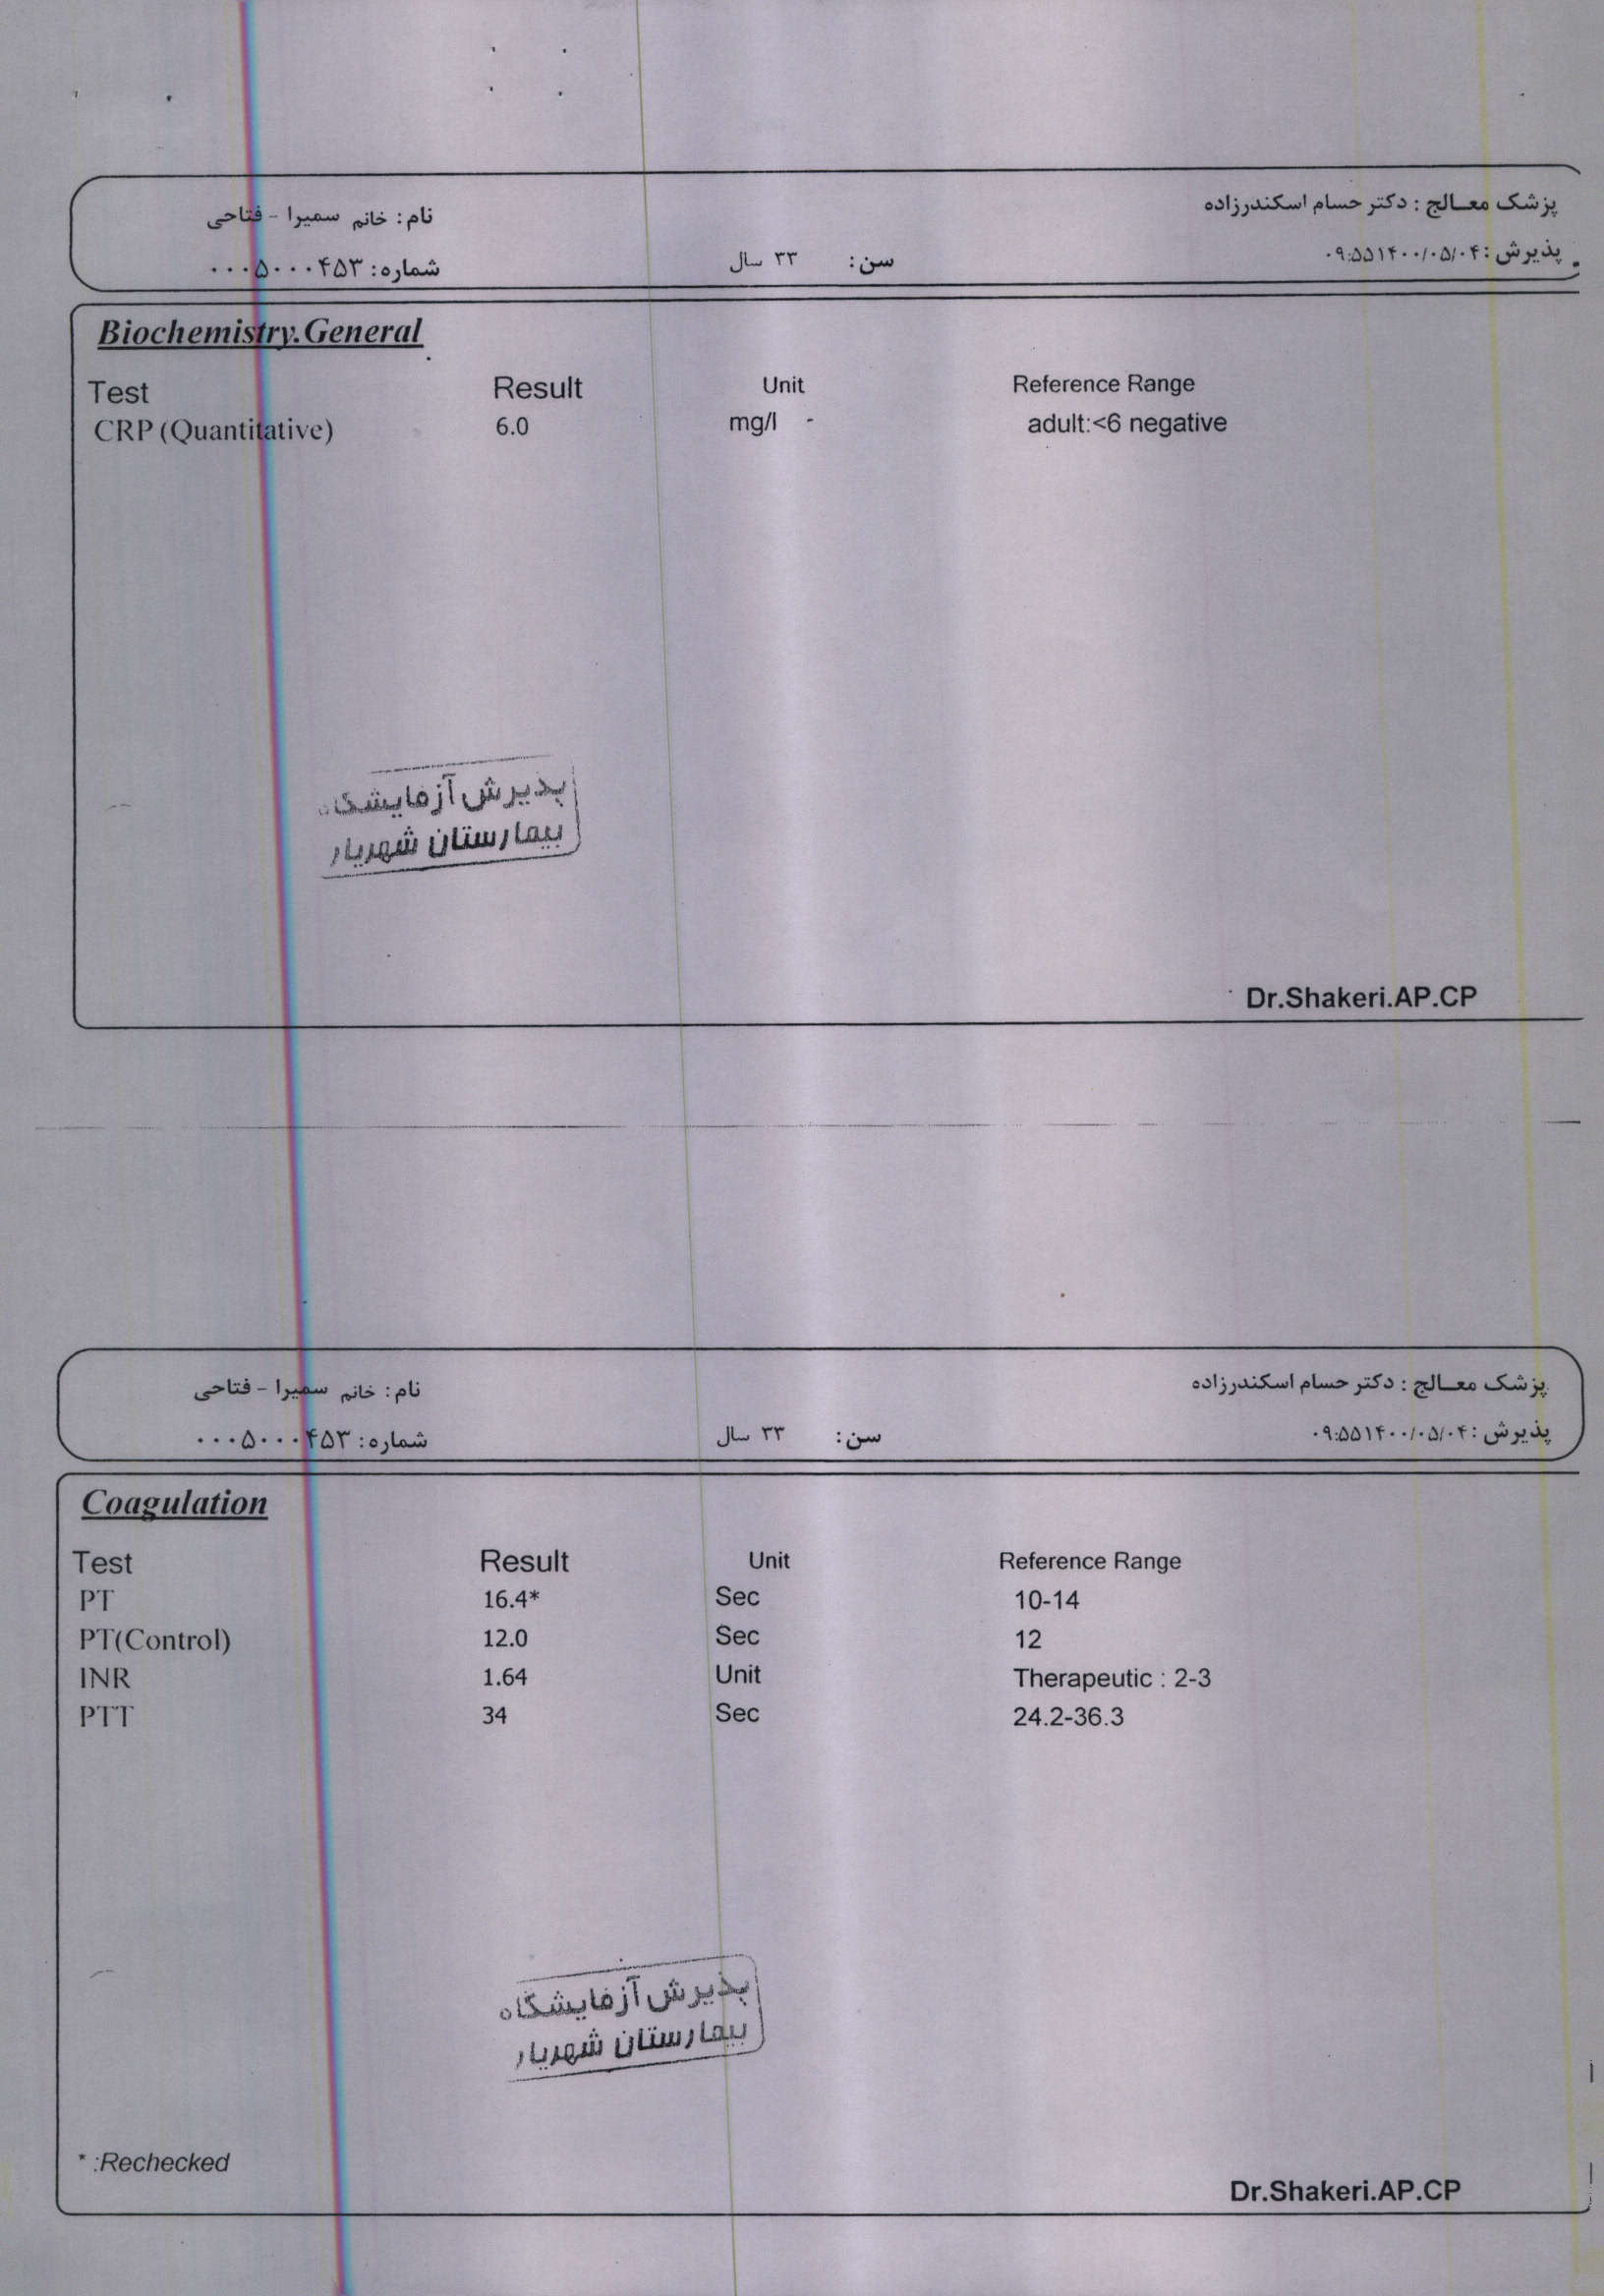 پزشک معـالج : دکتر حسام اسکندرزاده
نام : خانم سمیرا - فتاحی
پذیرش : ۱۴۰۰/۰۵/۰۴ ۰۹:۵۵
سن : ۳۳ سال
شماره : ۰۰۰۵۰۰۰۴۵۳
Biochemistry.General
Test Result Unit Reference Range
CRP (Quantitative) 6.0 mg/l - adult:<6 negative
پذیرش آزمایشگاه
بیمارستان شهریار
Dr.Shakeri.AP.CP
پزشک معـالج : دکتر حسام اسکندرزاده
نام : خانم سمیرا - فتاحی
پذیرش : ۱۴۰۰/۰۵/۰۴ ۰۹:۵۵
سن : ۳۳ سال
شماره : ۰۰۰۵۰۰۰۴۵۳
Coagulation
Test Result Unit Reference Range
PT 16.4* Sec 10-14
PT(Control) 12.0 Sec 12
INR 1.64 Unit Therapeutic : 2-3
PTT 34 Sec 24.2-36.3
پذیرش آزمایشگاه
بیمارستان شهریار
* :Rechecked
Dr.Shakeri.AP.CP